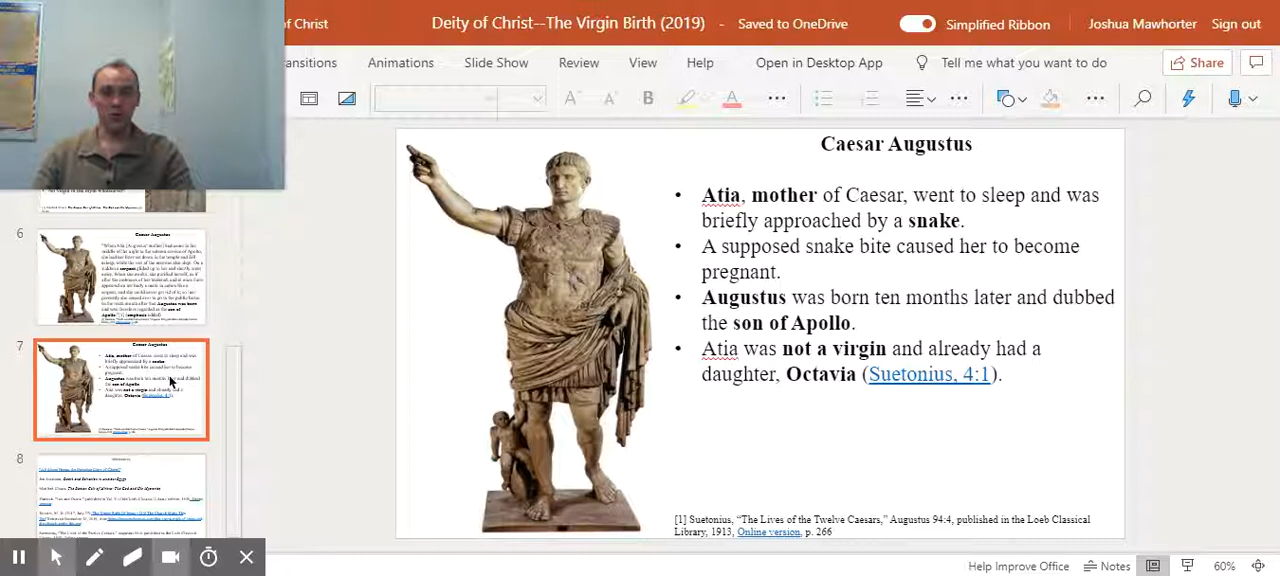 of Christ
Deity of Christ--The Virgin Birth (2019) - Saved to OneDrive
Simplified Ribbon
Joshua Mawhorter
Sign out
ansitions
Animations
Slide Show
Review
View
Help
Open in Desktop App
Tell me what you want to do
Share
A
A
B
A
6
7
8
Caesar Augustus
• Atia, mother of Caesar, went to sleep and was
briefly approached by a snake.
• A supposed snake bite caused her to become
pregnant.
• Augustus was born ten months later and dubbed
the son of Apollo.
• Atia was not a virgin and already had a
daughter, Octavia (Suetonius, 4:1).
[1] Suetonius, “The Lives of the Twelve Caesars,” Augustus 94:4, published in the Loeb Classical
Library, 1913, Online version, p. 266
Help Improve Office
Notes
60%